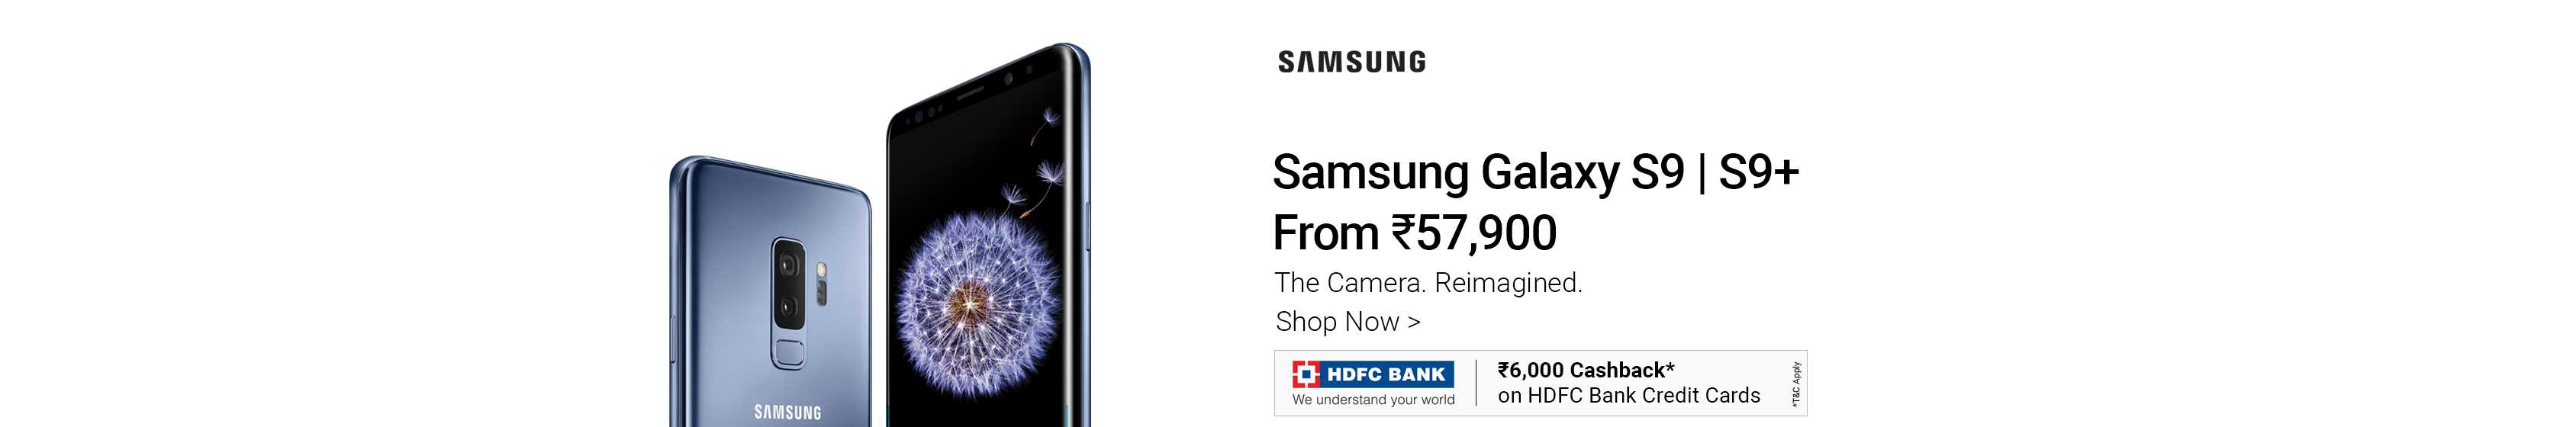 SAMSUNG
SAMSUNG
Samsung Galaxy S9 | S9+
From ₹57,900
The Camera. Reimagined.
Shop Now >
HDFC BANK
We understand your world
₹6,000 Cashback*
on HDFC Bank Credit Cards
*T&C Apply